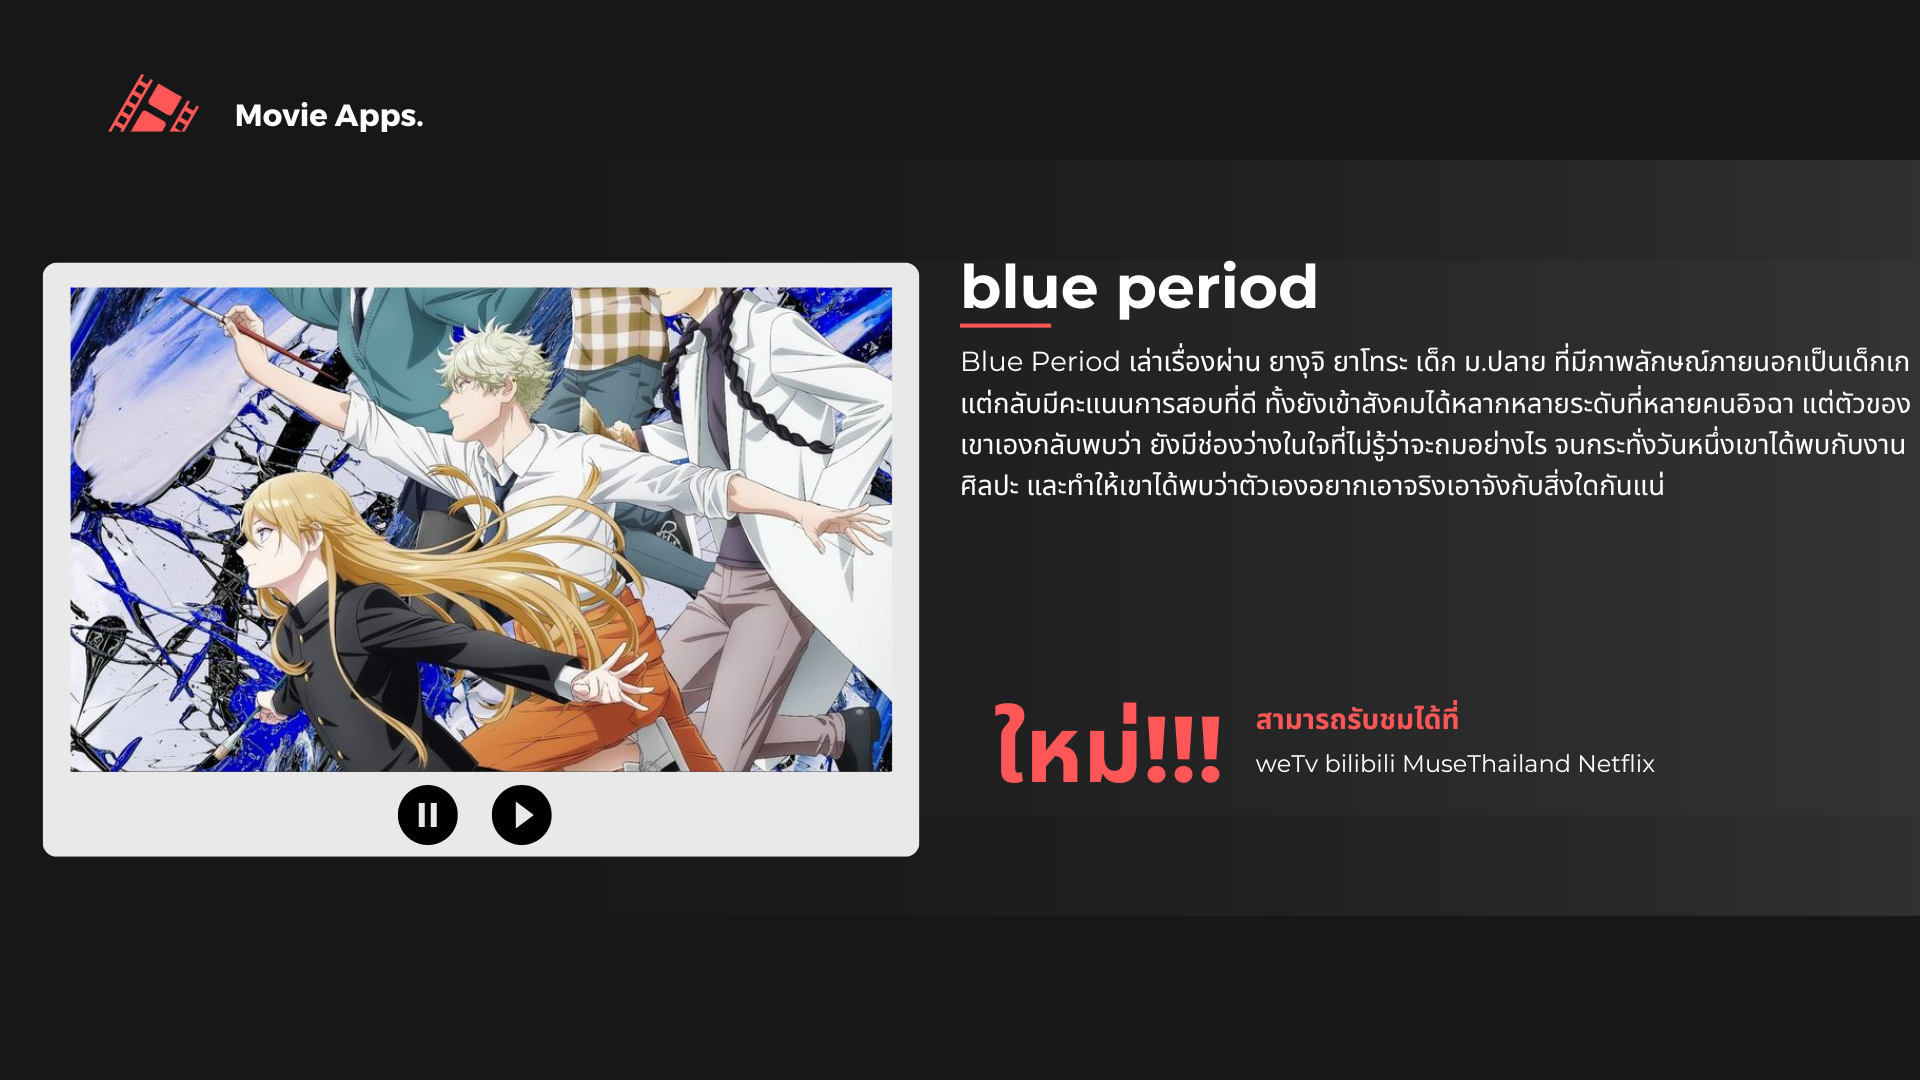 Movie Apps.
blue period
Blue Period เล่าเรื่องผ่าน ยางุจิ ยาโทระ เด็ก ม.ปลาย ที่มีภาพลักษณ์ภายนอกเป็นเด็กเก
แต่กลับมีคะแนนการสอบที่ดี ทั้งยังเข้าสังคมได้หลากหลายระดับที่หลายคนอิจฉา แต่ตัวของ
เขาเองกลับพบว่า ยังมีช่องว่างในใจที่ไม่รู้ว่าจะถมอย่างไร จนกระทั่งวันหนึ่งเขาได้พบกับงาน
ศิลปะ และทำให้เขาได้พบว่าตัวเองอยากเอาจริงเอาจังกับสิ่งใดกันแน่
ใหม่!!!
สามารถรับชมได้ที่
weTv bilibili MuseThailand Netflix